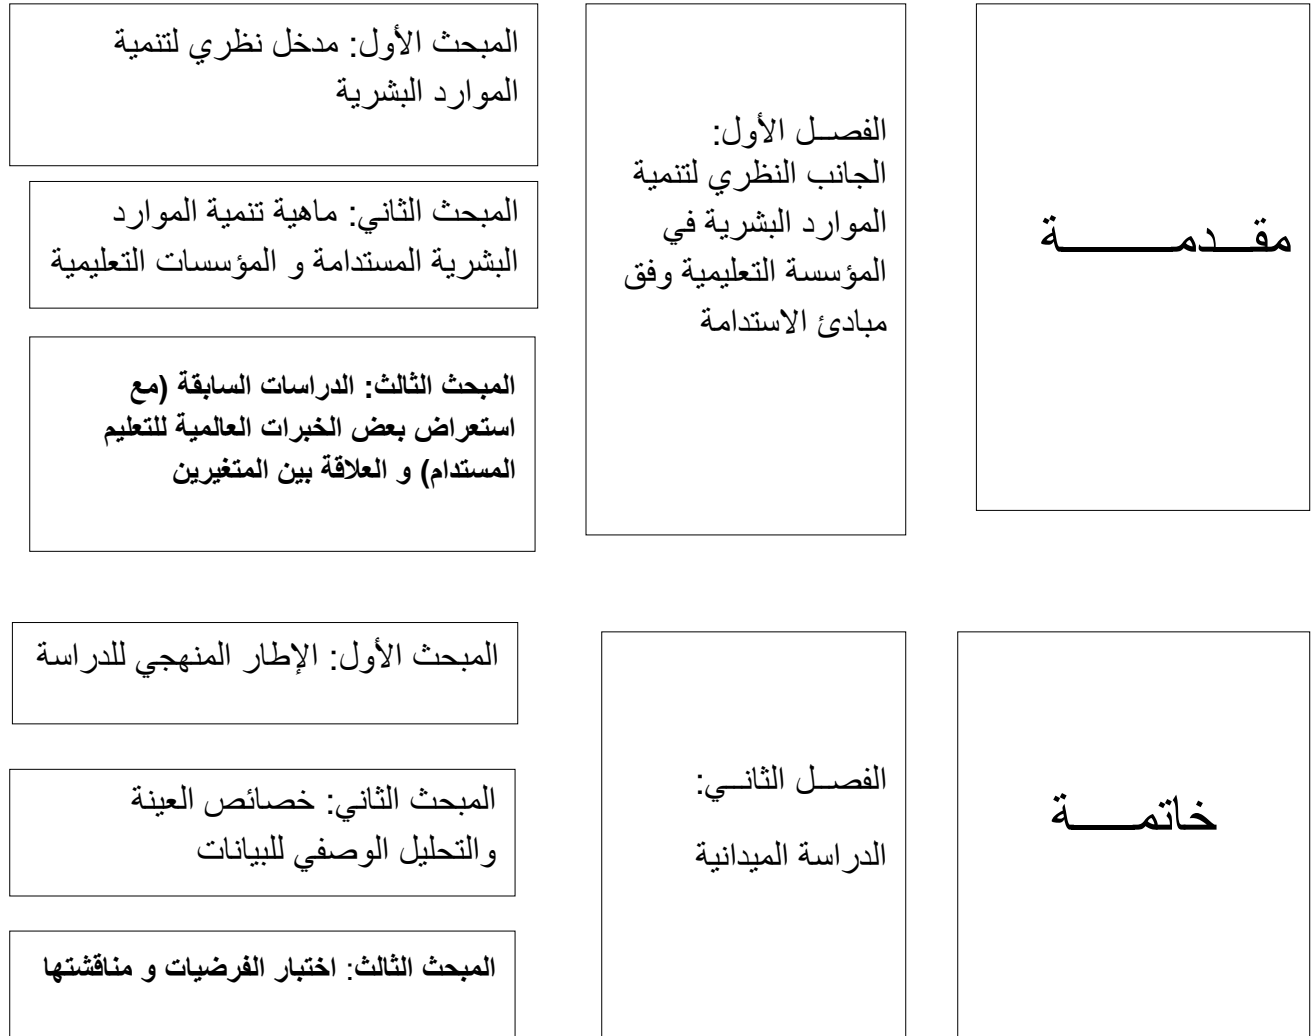 مقـــدمـــــــــة
الفصــل الأول:
الجانب النظري لتنمية
الموارد البشرية في
المؤسسة التعليمية وفق
مبادئ الاستدامة
المبحث الأول: مدخل نظري لتنمية
الموارد البشرية
المبحث الثاني: ماهية تنمية الموارد
البشرية المستدامة و المؤسسات التعليمية
المبحث الثالث: الدراسات السابقة (مع
استعراض بعض الخبرات العالمية للتعليم
المستدام) و العلاقة بين المتغيرين
خاتمـــــة
الفصــل الثانــي:
الدراسة الميدانية
المبحث الأول: الإطار المنهجي للدراسة
المبحث الثاني: خصائص العينة
والتحليل الوصفي للبيانات
المبحث الثالث: اختبار الفرضيات و مناقشتها